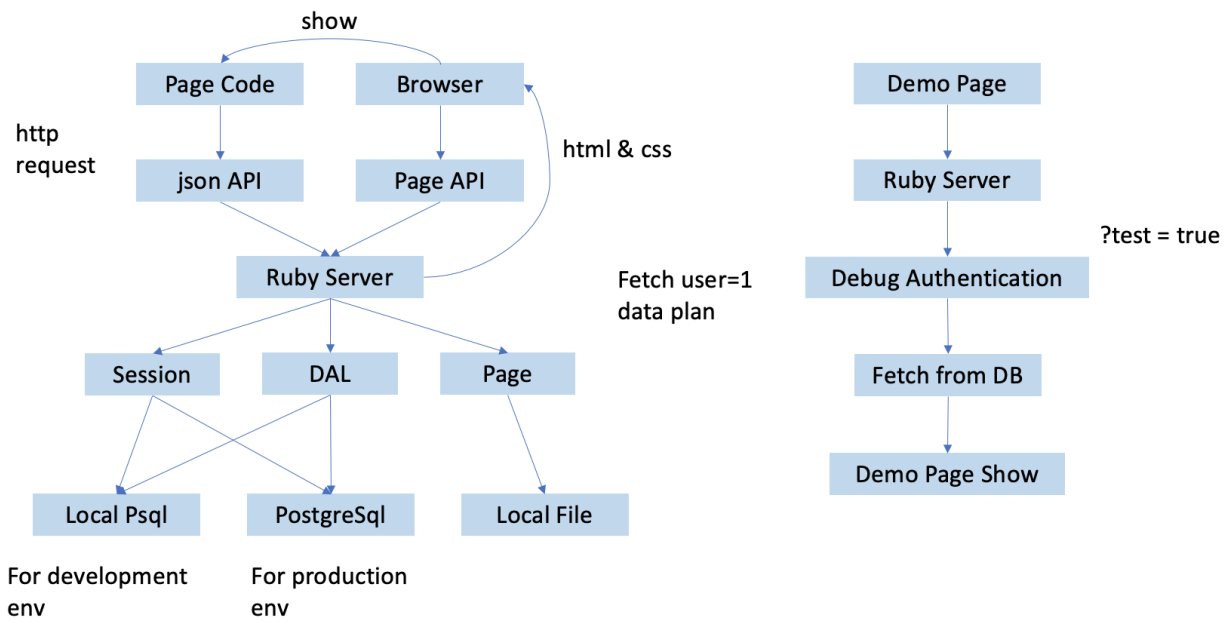 show
Page Code
Browser
Demo Page
http
request
html & css
json API
Page API
Ruby Server
?test = true
Ruby Server
Fetch user=1
data plan
Debug Authentication
Session
DAL
Page
Fetch from DB
Demo Page Show
Local Psql
PostgreSql
Local File
For development
env
For production
env